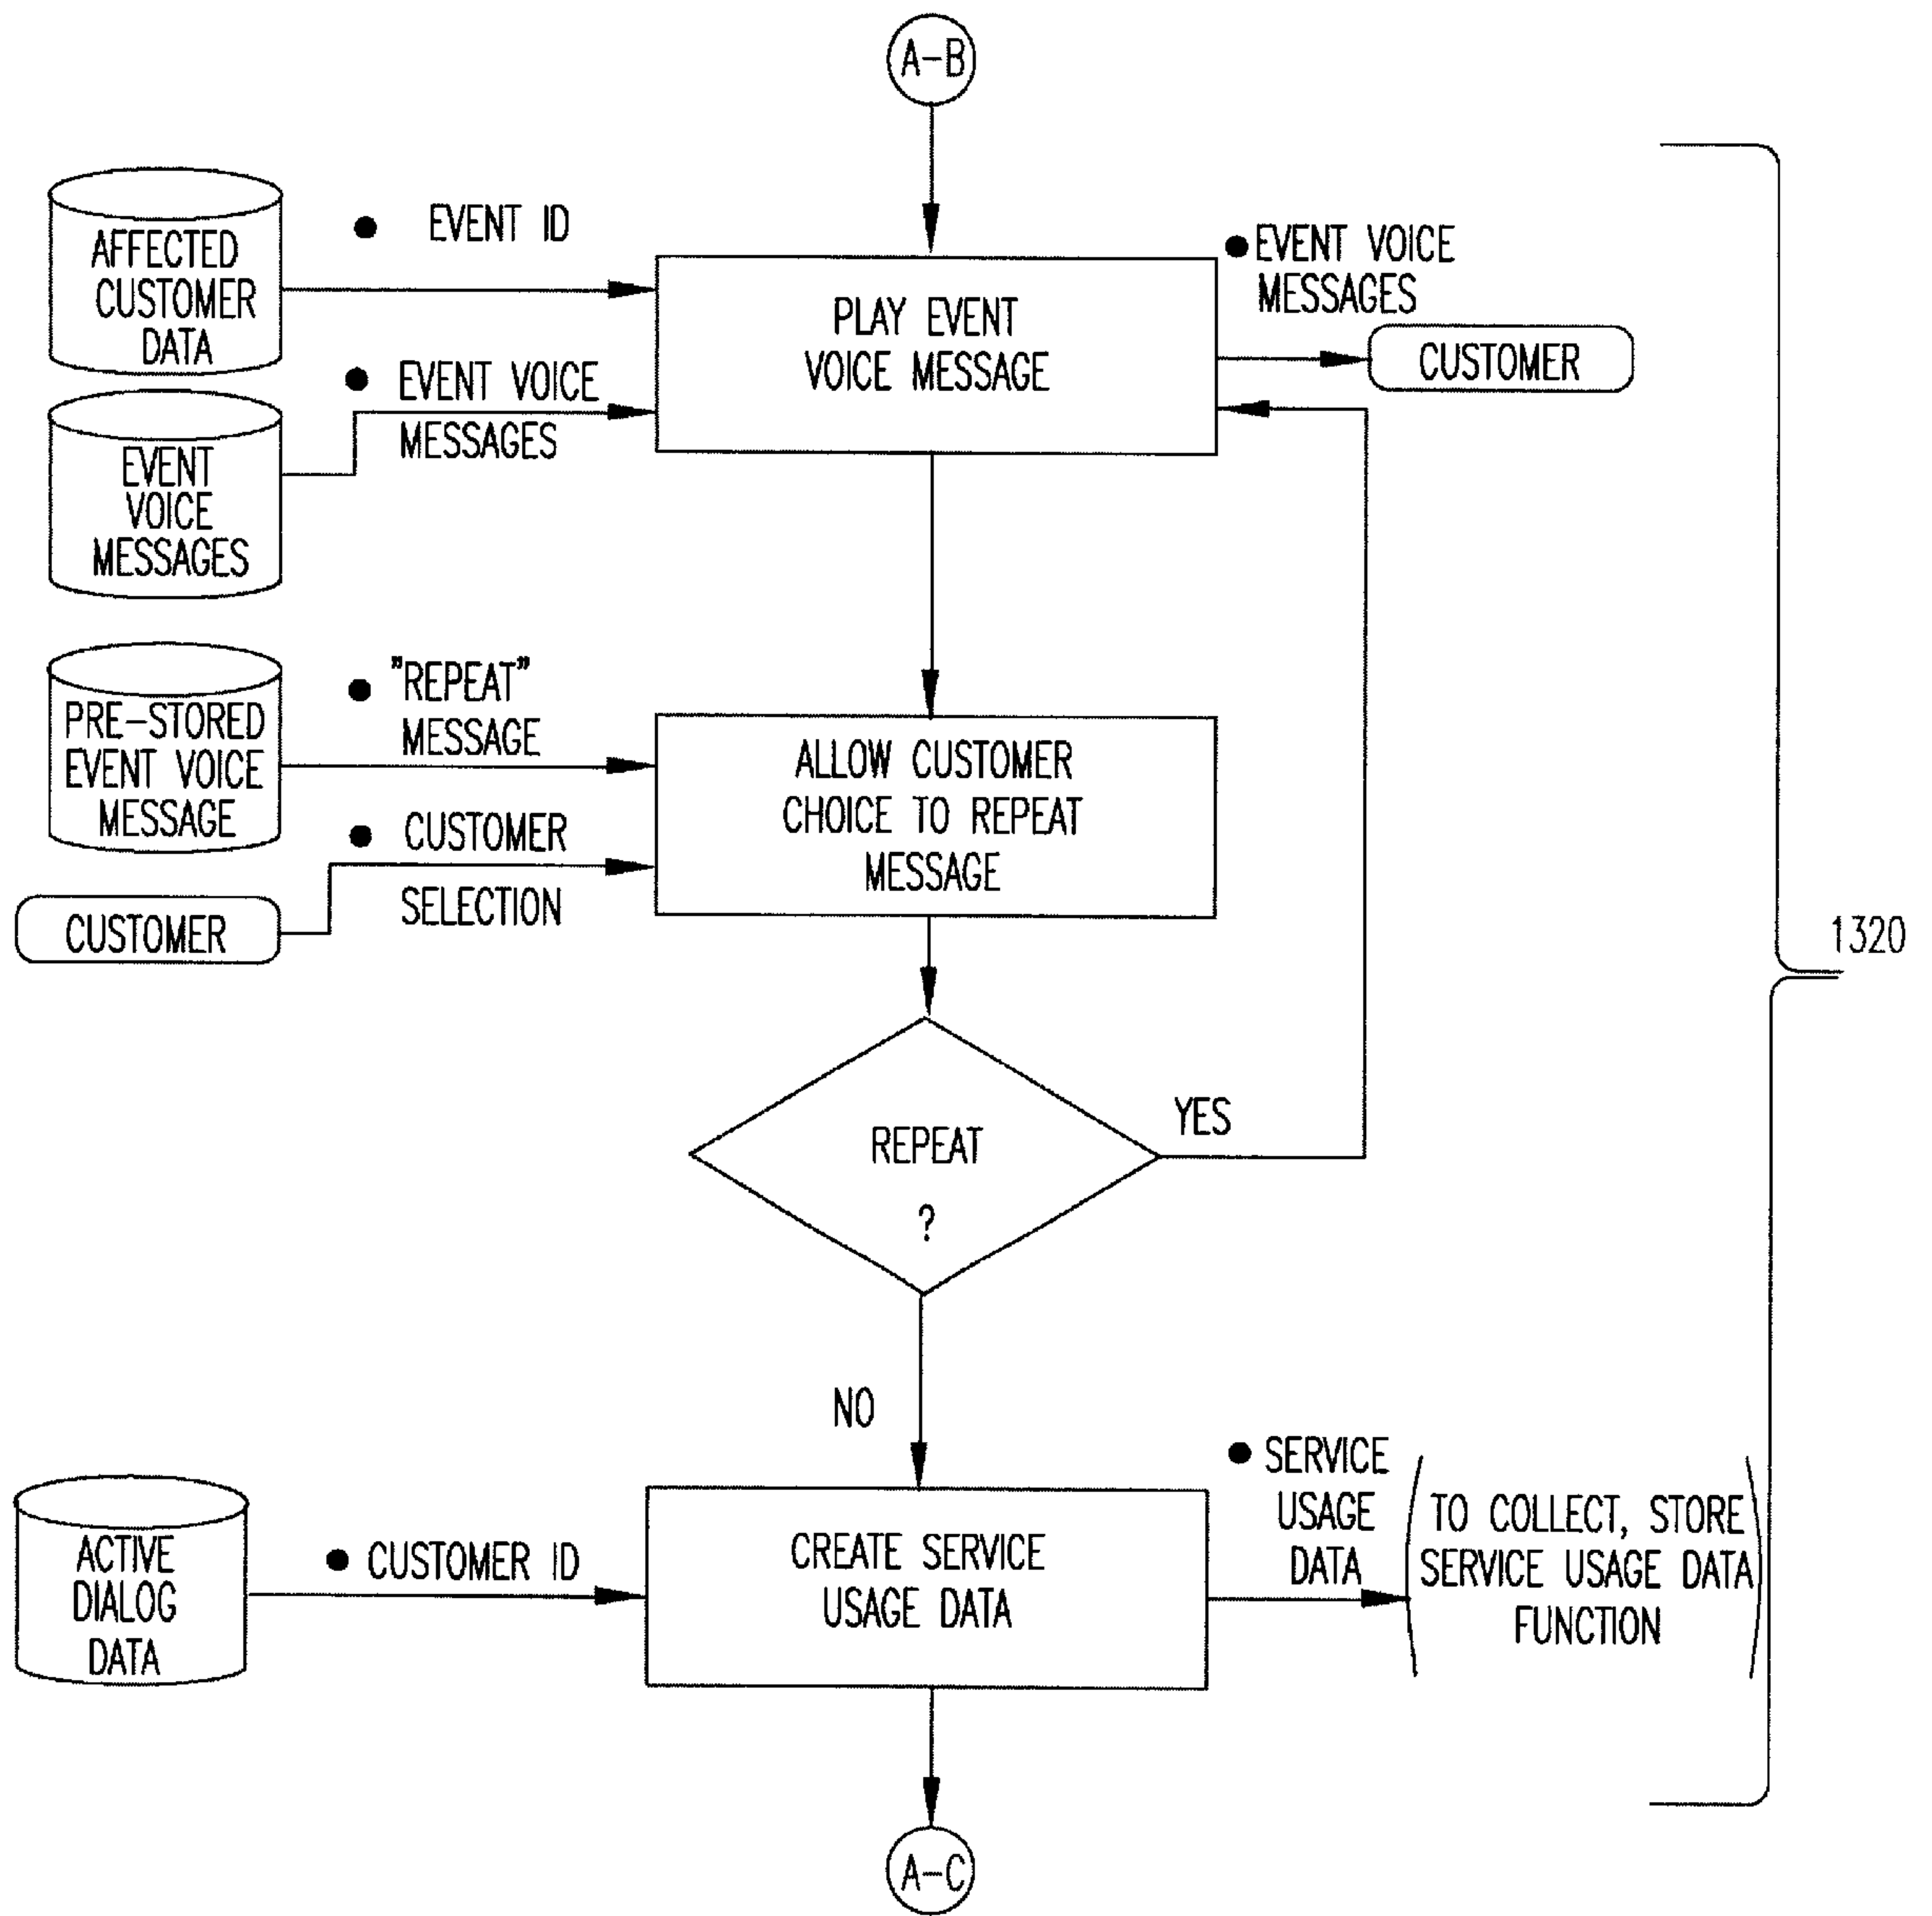 A-B
AFFECTED
CUSTOMER
DATA
● EVENT ID
EVENT
VOICE
MESSAGES
● EVENT VOICE
MESSAGES
PLAY EVENT
VOICE MESSAGE
● EVENT VOICE
MESSAGES
CUSTOMER
PRE-STORED
EVENT VOICE
MESSAGE
● "REPEAT"
MESSAGE
CUSTOMER
● CUSTOMER
SELECTION
ALLOW CUSTOMER
CHOICE TO REPEAT
MESSAGE
1320
REPEAT
?
YES
NO
ACTIVE
DIALOG
DATA
● CUSTOMER ID
CREATE SERVICE
USAGE DATA
● SERVICE
USAGE
DATA
TO COLLECT, STORE
SERVICE USAGE DATA
FUNCTION
A-C